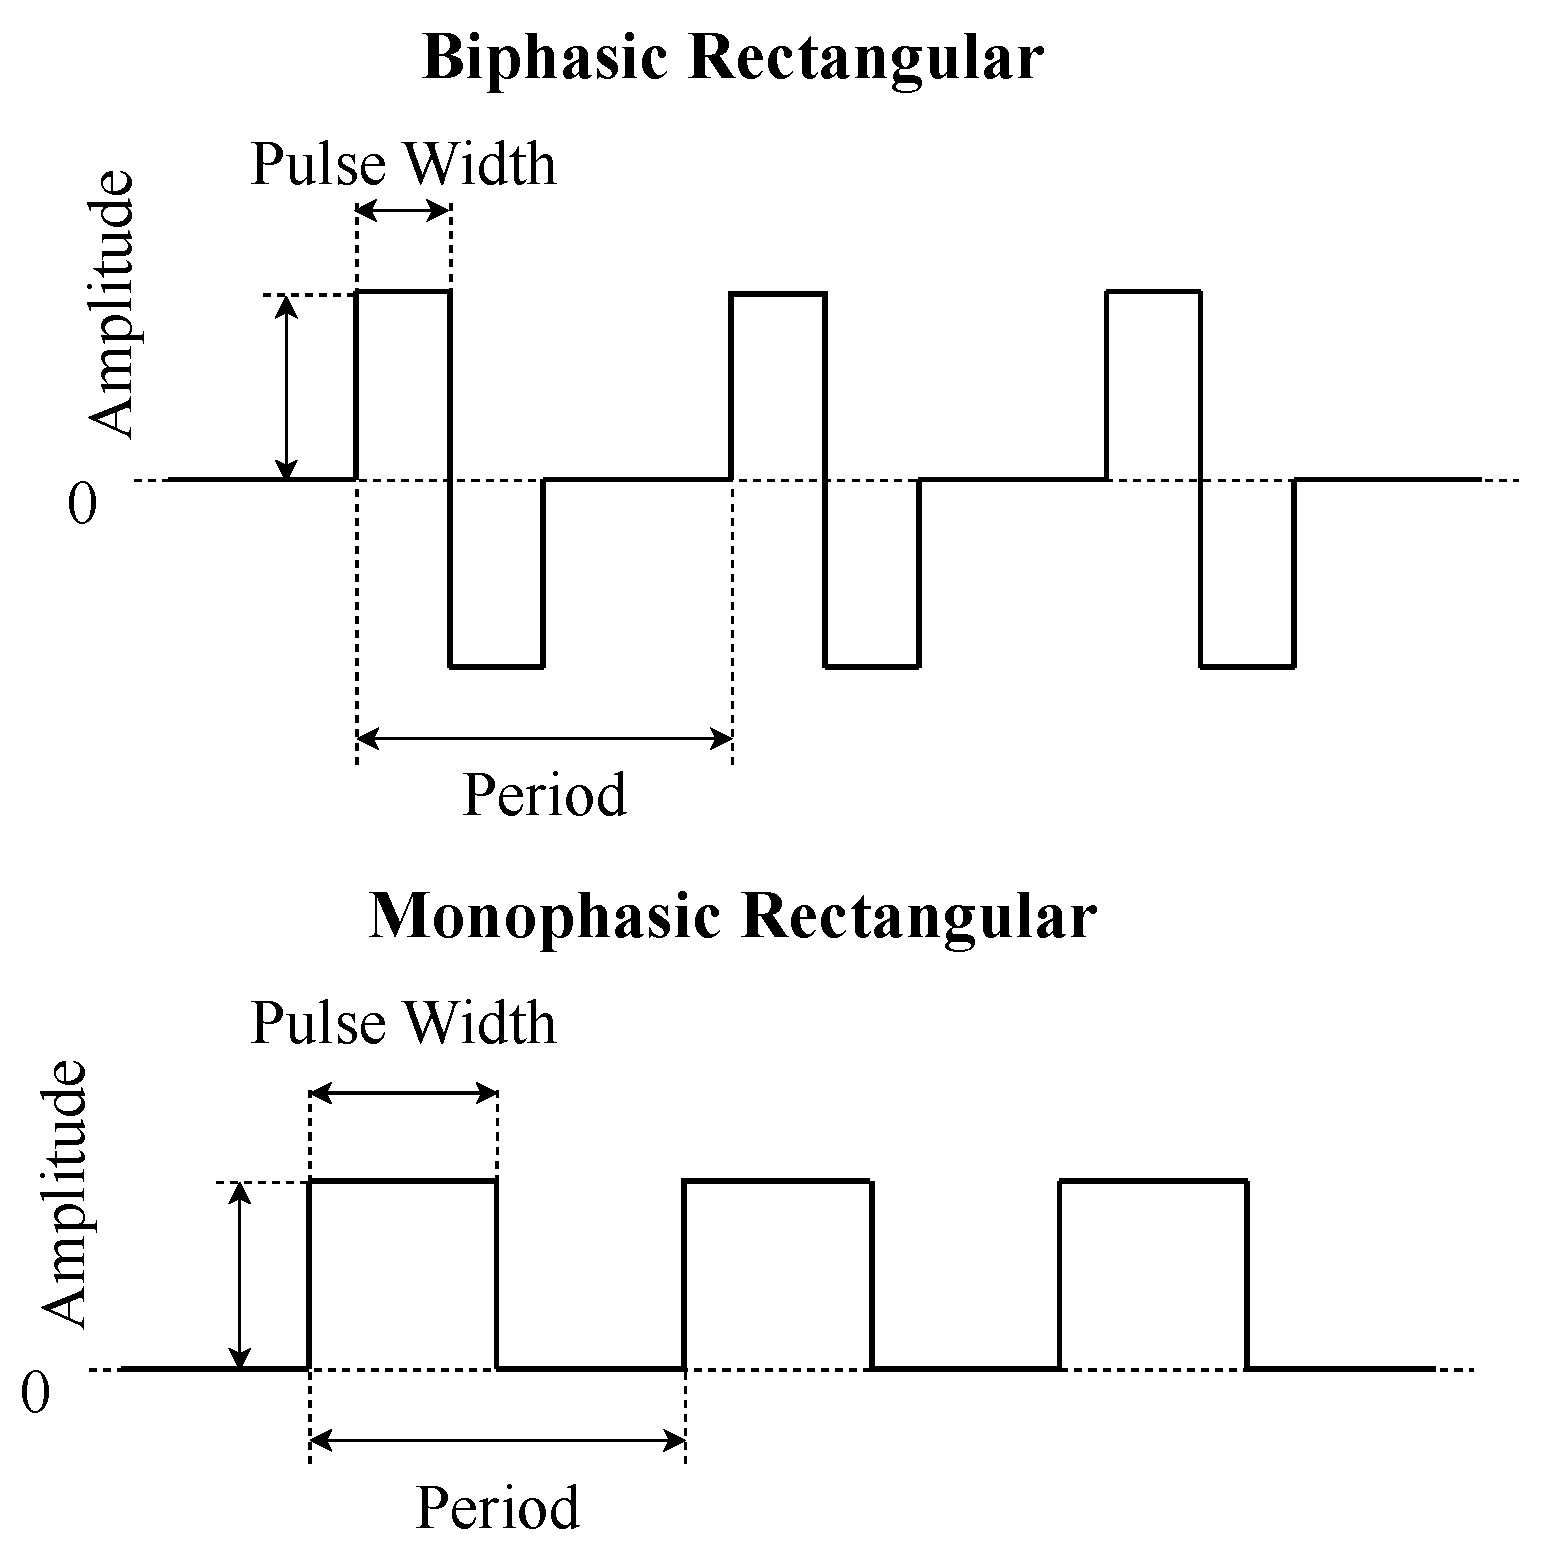 Biphasic Rectangular
Pulse Width
Amplitude
0
Period
Monophasic Rectangular
Pulse Width
Amplitude
0
Period